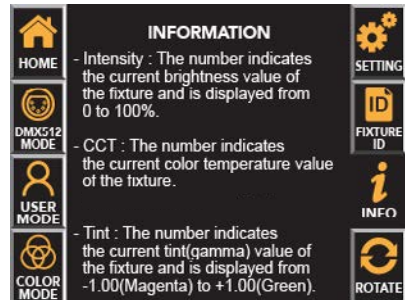 INFORMATION
HOME
- Intensity : The number indicates
the current brightness value of
the fixture and is displayed from
0 to 100%.
SETTING
DMX512
MODE
- CCT : The number indicates
the current color temperature value
of the fixture.
ID
FIXTURE
ID
USER
MODE
i
INFO
- Tint : The number indicates
the current tint(gamma) value of
the fixture and is displayed from
-1.00(Magenta) to +1.00(Green).
COLOR
MODE
ROTATE